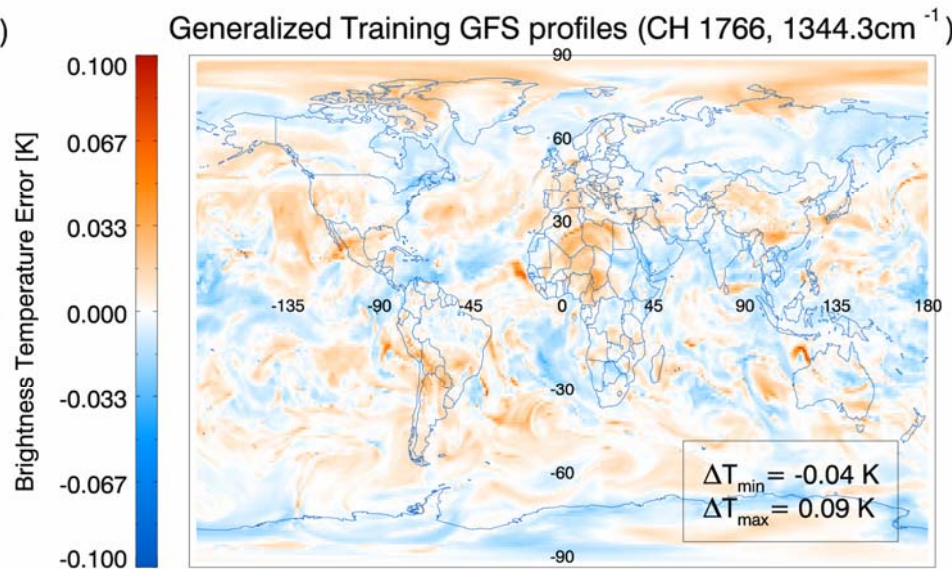 ) Generalized Training GFS profiles (CH 1766, 1344.3cm -1)
Brightness Temperature Error [K]
0.100
0.067
0.033
0.000
-0.033
-0.067
-0.100
90
60
30
-135 -90 -45 0 45 90 135 180
-30
-60
-90
ΔTmin= -0.04 K
ΔTmax= 0.09 K